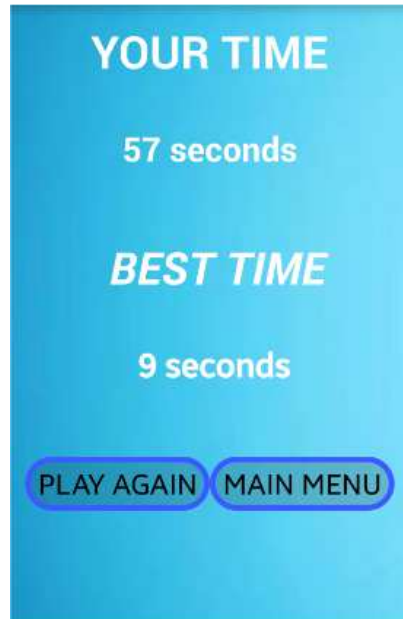 YOUR TIME
57 seconds
BEST TIME
9 seconds
PLAY AGAIN MAIN MENU